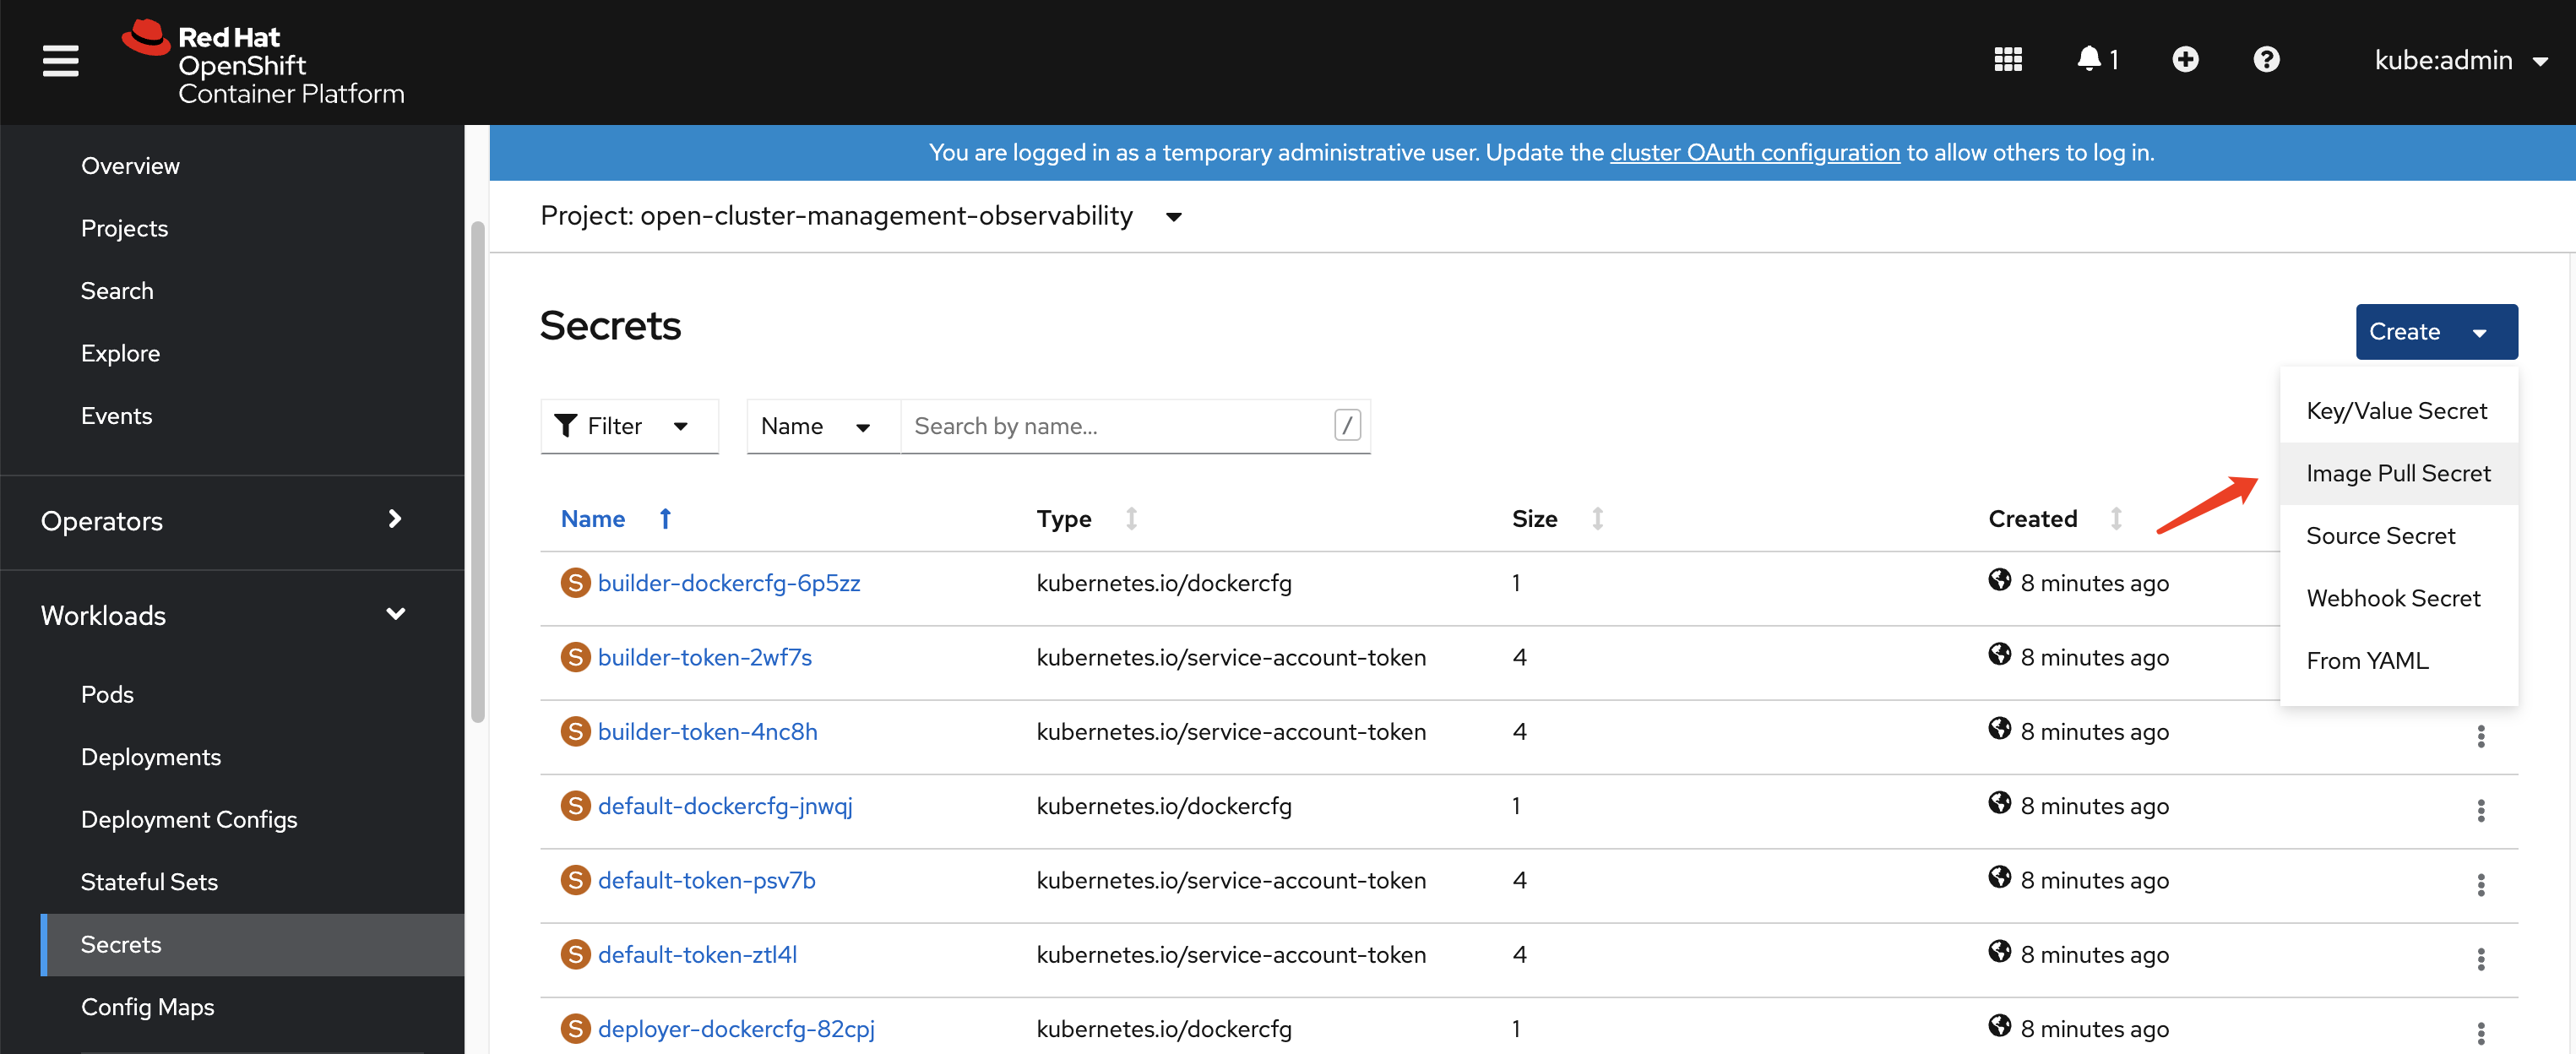 Red Hat
OpenShift
Container Platform
1
kube:admin
You are logged in as a temporary administrative user. Update the cluster OAuth configuration to allow others to log in.
Overview
Projects
Search
Explore
Events
Operators
Workloads
Pods
Deployments
Deployment Configs
Stateful Sets
Secrets
Config Maps
Project: open-cluster-management-observability
Secrets
Create
Key/Value Secret
Image Pull Secret
Source Secret
Webhook Secret
From YAML
Filter
Name
Search by name...
/
Name Type Size Created
S builder-dockercfg-6p5zz kubernetes.io/dockercfg 1 8 minutes ago
S builder-token-2wf7s kubernetes.io/service-account-token 4 8 minutes ago
S builder-token-4nc8h kubernetes.io/service-account-token 4 8 minutes ago
S default-dockercfg-jnwqj kubernetes.io/dockercfg 1 8 minutes ago
S default-token-psv7b kubernetes.io/service-account-token 4 8 minutes ago
S default-token-ztl4l kubernetes.io/service-account-token 4 8 minutes ago
S deployer-dockercfg-82cpj kubernetes.io/dockercfg 1 8 minutes ago